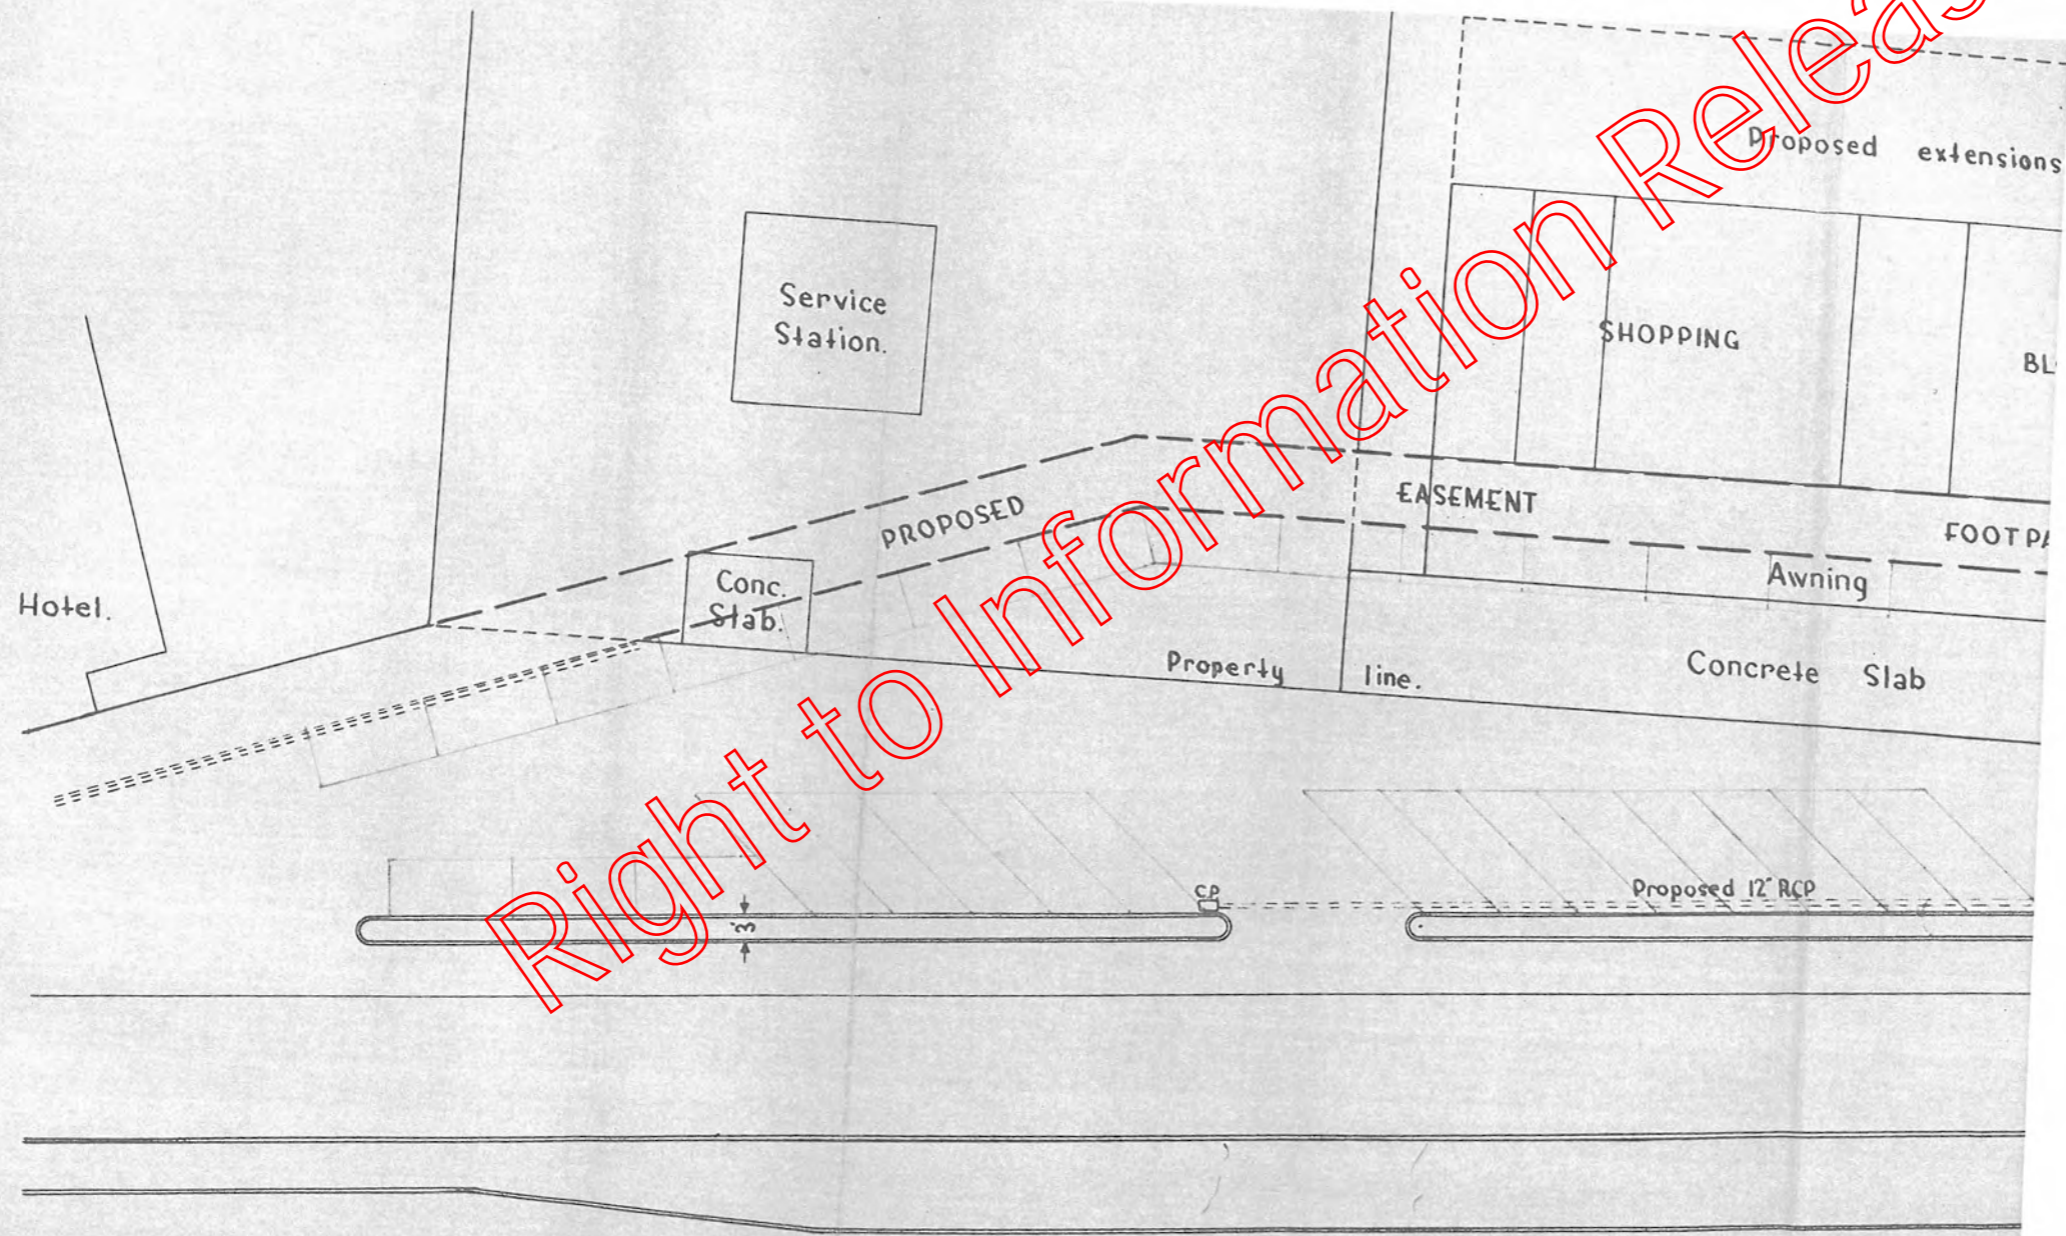 Proposed extensions
Service
Station.
SHOPPING
BL
PROPOSED
EASEMENT
FOOTPA
Conc.
Slab.
Awning
Hotel.
Property line.
Concrete Slab
CP
Proposed 12" RCP
3'
Right to Information Releas